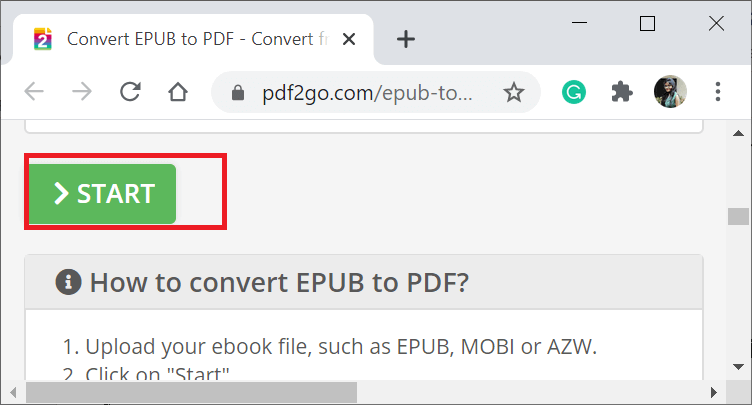 2
Convert EPUB to PDF - Convert fr
pdf2go.com/epub-to...
G
START
How to convert EPUB to PDF?
1. Upload your ebook file, such as EPUB, MOBI or AZW.
2. Click on "Start"